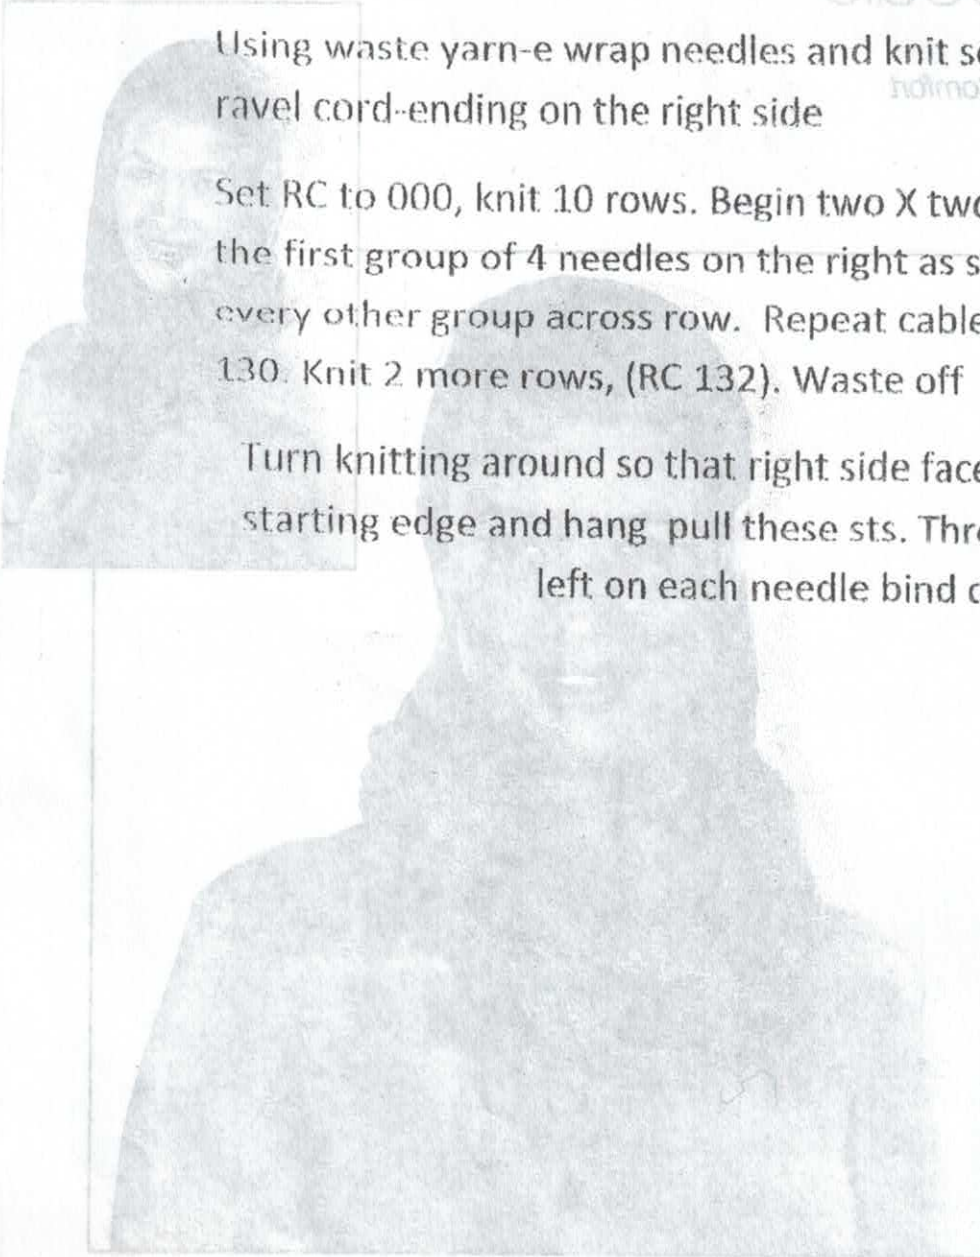 Using waste yarn-e wrap needles and knit
ravel cord--ending on the right side
Set RC to 000, knit 10 rows. Begin two X two
the first group of 4 needles on the right as
every other group across row.  Repeat cable
130. Knit 2 more rows, (RC 132). Waste off
Turn knitting around so that right side face
starting edge and hang  pull these sts. Thr
left on each needle bind